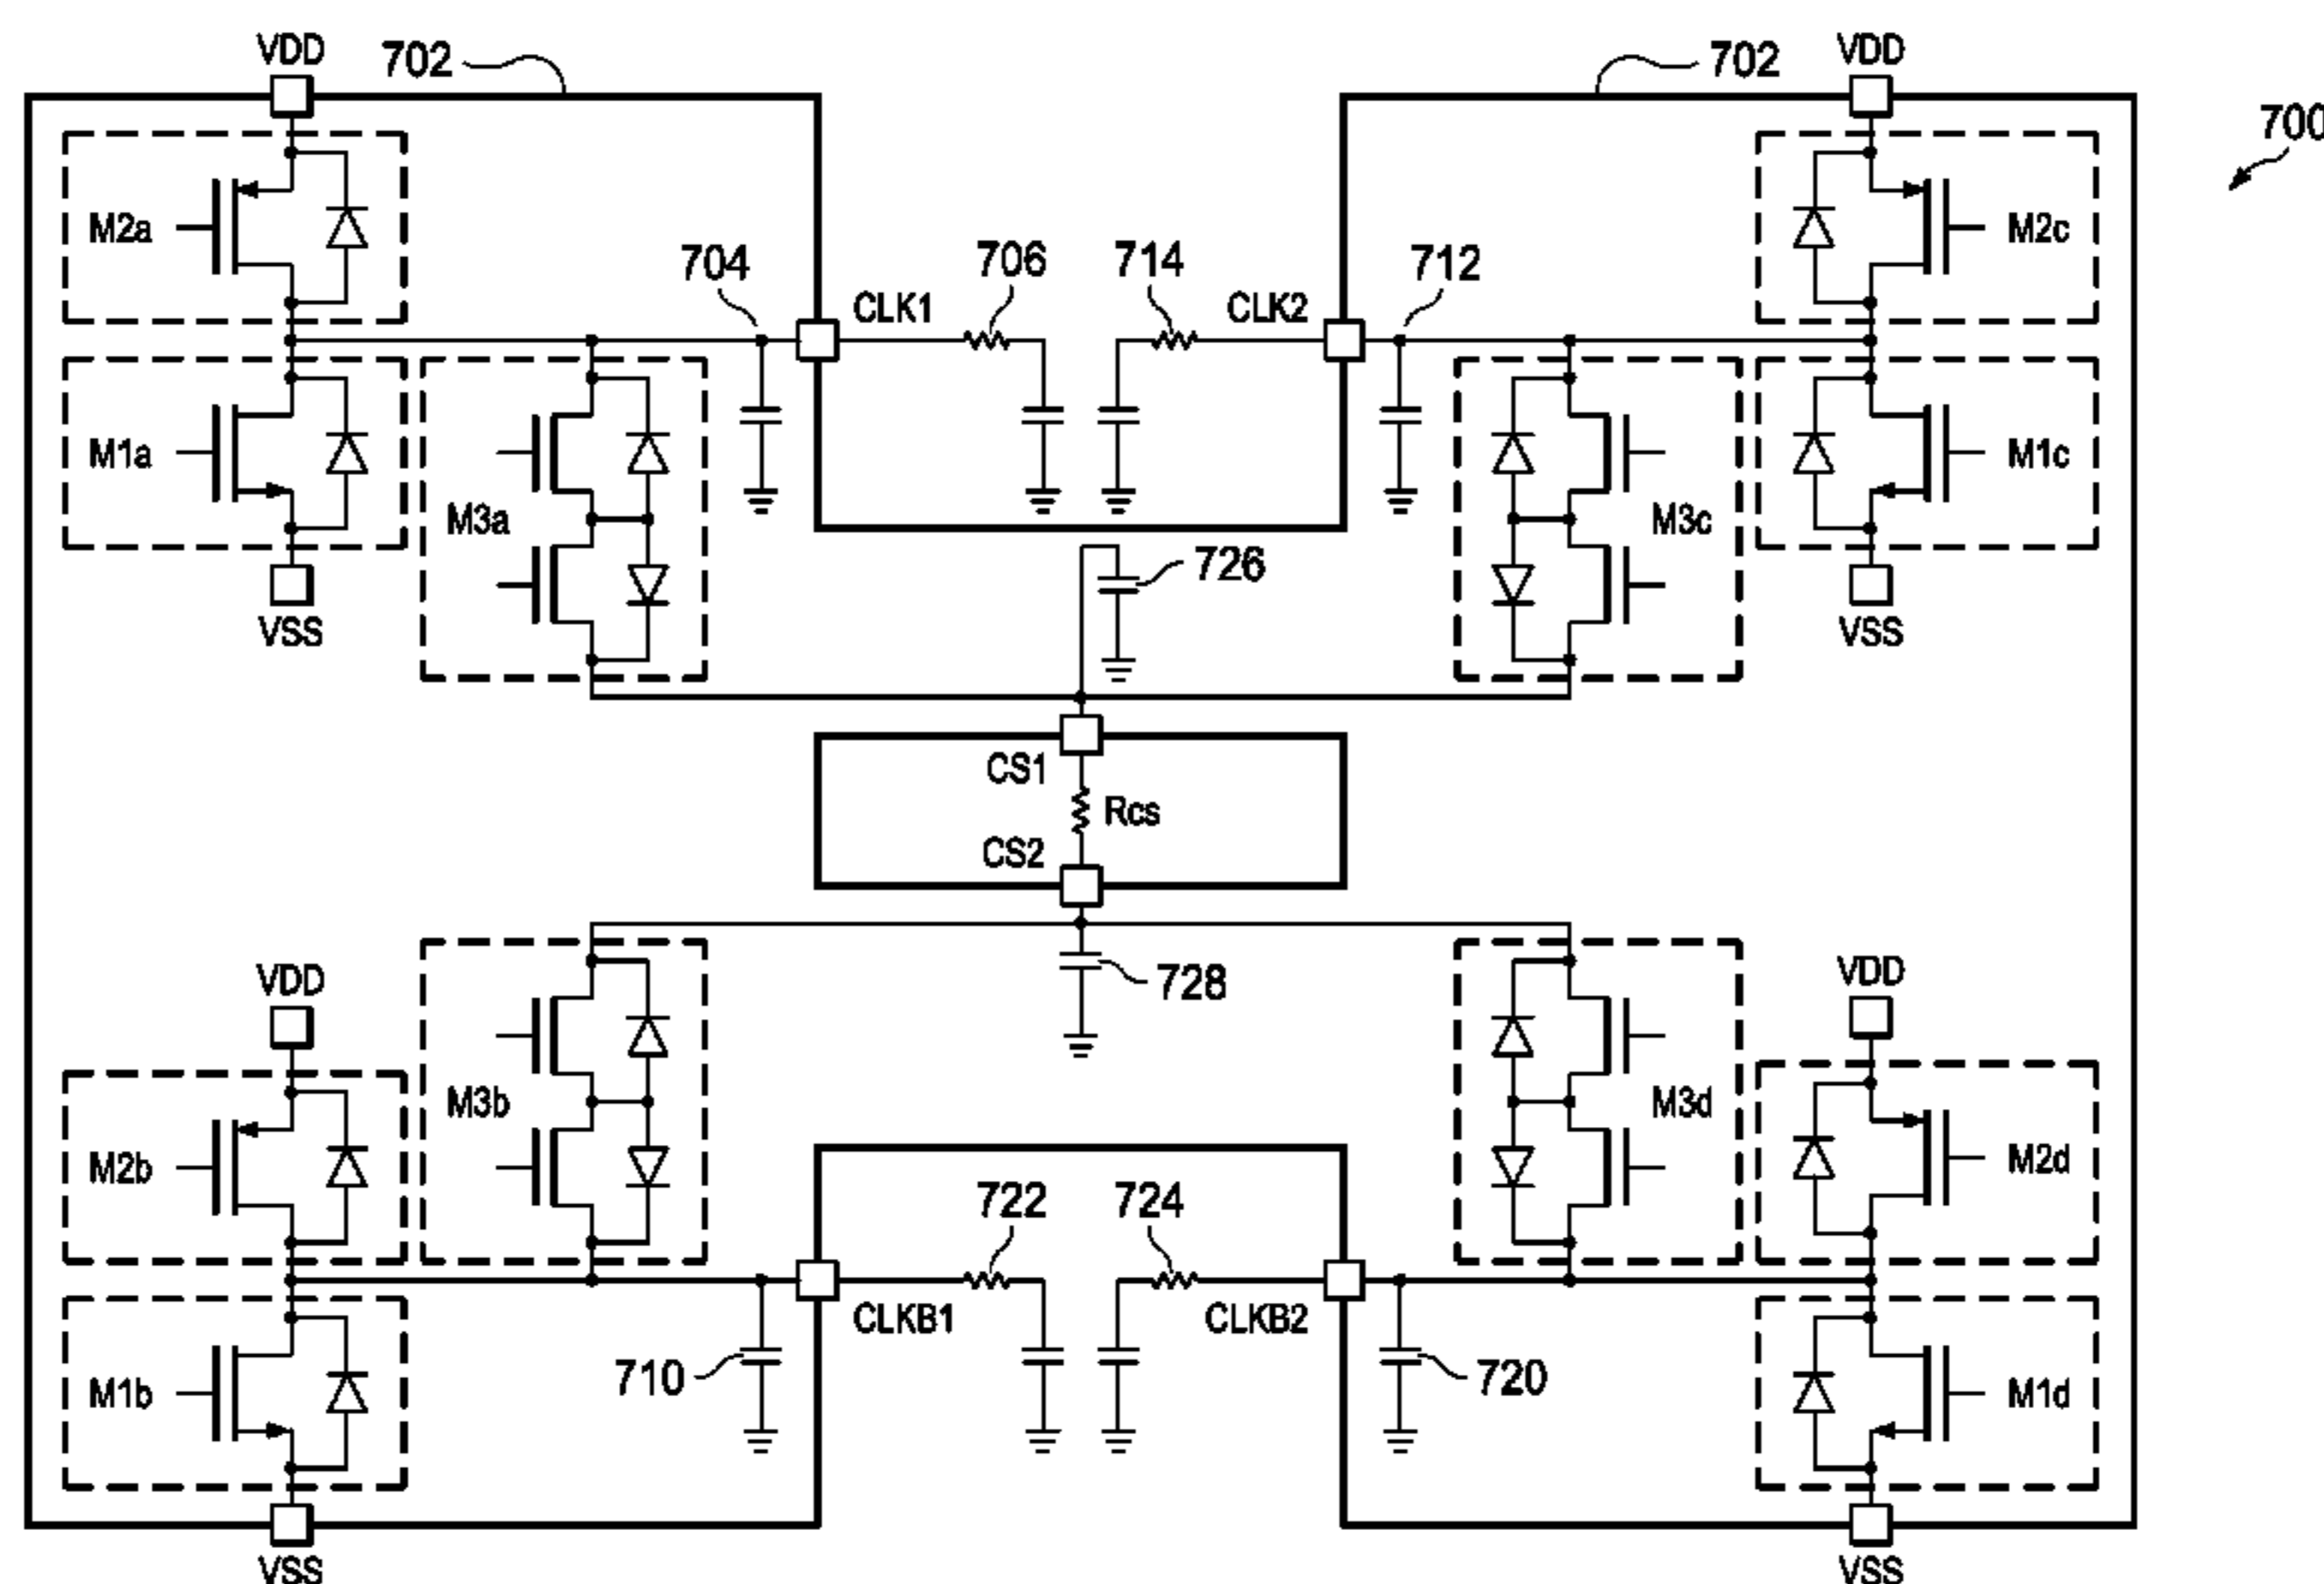 VDD
702
702
VDD
700
M2a
M2c
704
CLK1
706
714
CLK2
712
M1a
M3a
M3c
M1c
VSS
726
VSS
CS1
Rcs
CS2
VDD
728
VDD
M2b
M3b
M3d
M2d
722
724
CLKB1
CLKB2
M1b
710
720
M1d
VSS
VSS